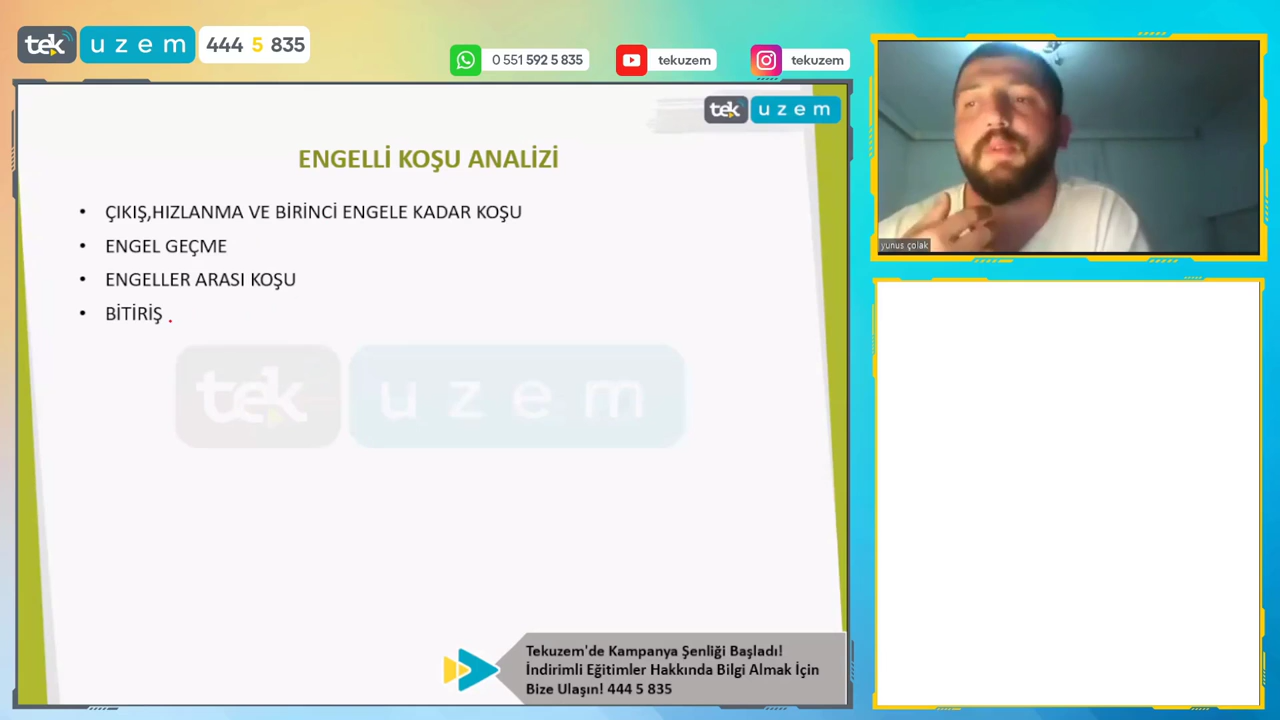 tek uzem 444 5 835
0 551 592 5 835
tekuzem
tekuzem
tek uzem
ENGELLİ KOŞU ANALİZİ
• ÇIKIŞ,HIZLANMA VE BİRİNCİ ENGELE KADAR KOŞU
• ENGEL GEÇME
• ENGELLER ARASI KOŞU
• BİTİRİŞ .
tek uzem
Tekuzem'de Kampanya Şenliği Başladı!
İndirimli Eğitimler Hakkında Bilgi Almak İçin
Bize Ulaşın! 444 5 835
yunus çolak